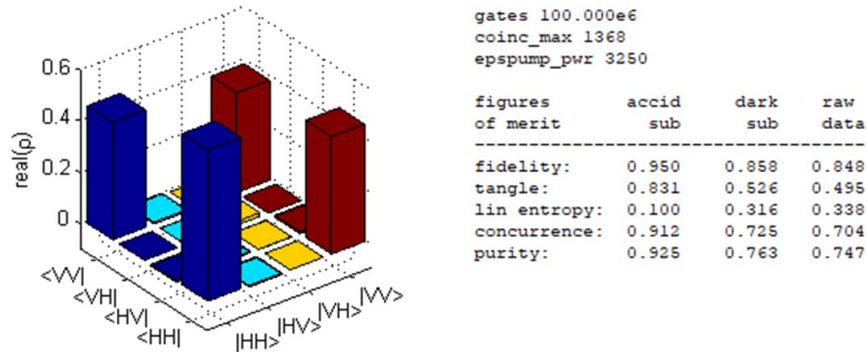 0.6
0.4
0.2
0
real(ρ)
<VV|
<VH|
<HV|
<HH|
|HH>
|HV>
|VH>
|VV>
gates 100.000e6
coinc_max 1368
epspump_pwr 3250
figures accid dark raw
of merit sub sub data
--------------------------------------
fidelity: 0.950 0.858 0.848
tangle: 0.831 0.526 0.495
lin entropy: 0.100 0.316 0.338
concurrence: 0.912 0.725 0.704
purity: 0.925 0.763 0.747